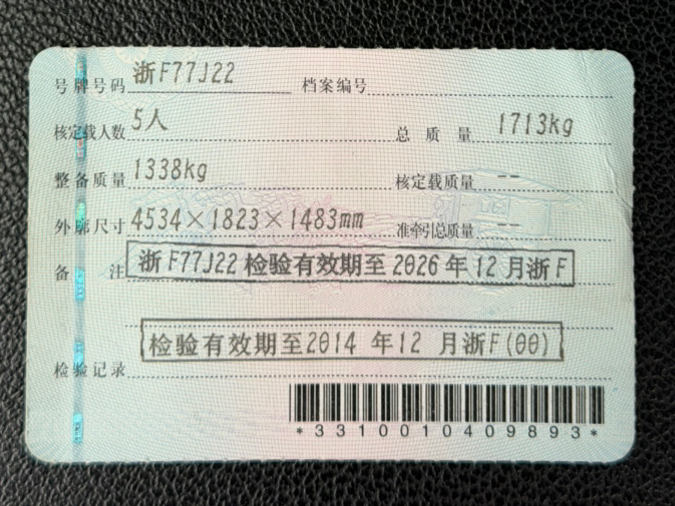 号牌号码 浙F77J22 档案编号
核定载人数 5人 总质量 1713kg
整备质量 1338kg 核定载质量 --
外廓尺寸 4534×1823×1483mm 准牵引总质量 --
备注 浙F77J22检验有效期至2026年12月浙F
检验有效期至2014年12月浙F(00)
检验记录
*3310010409893*